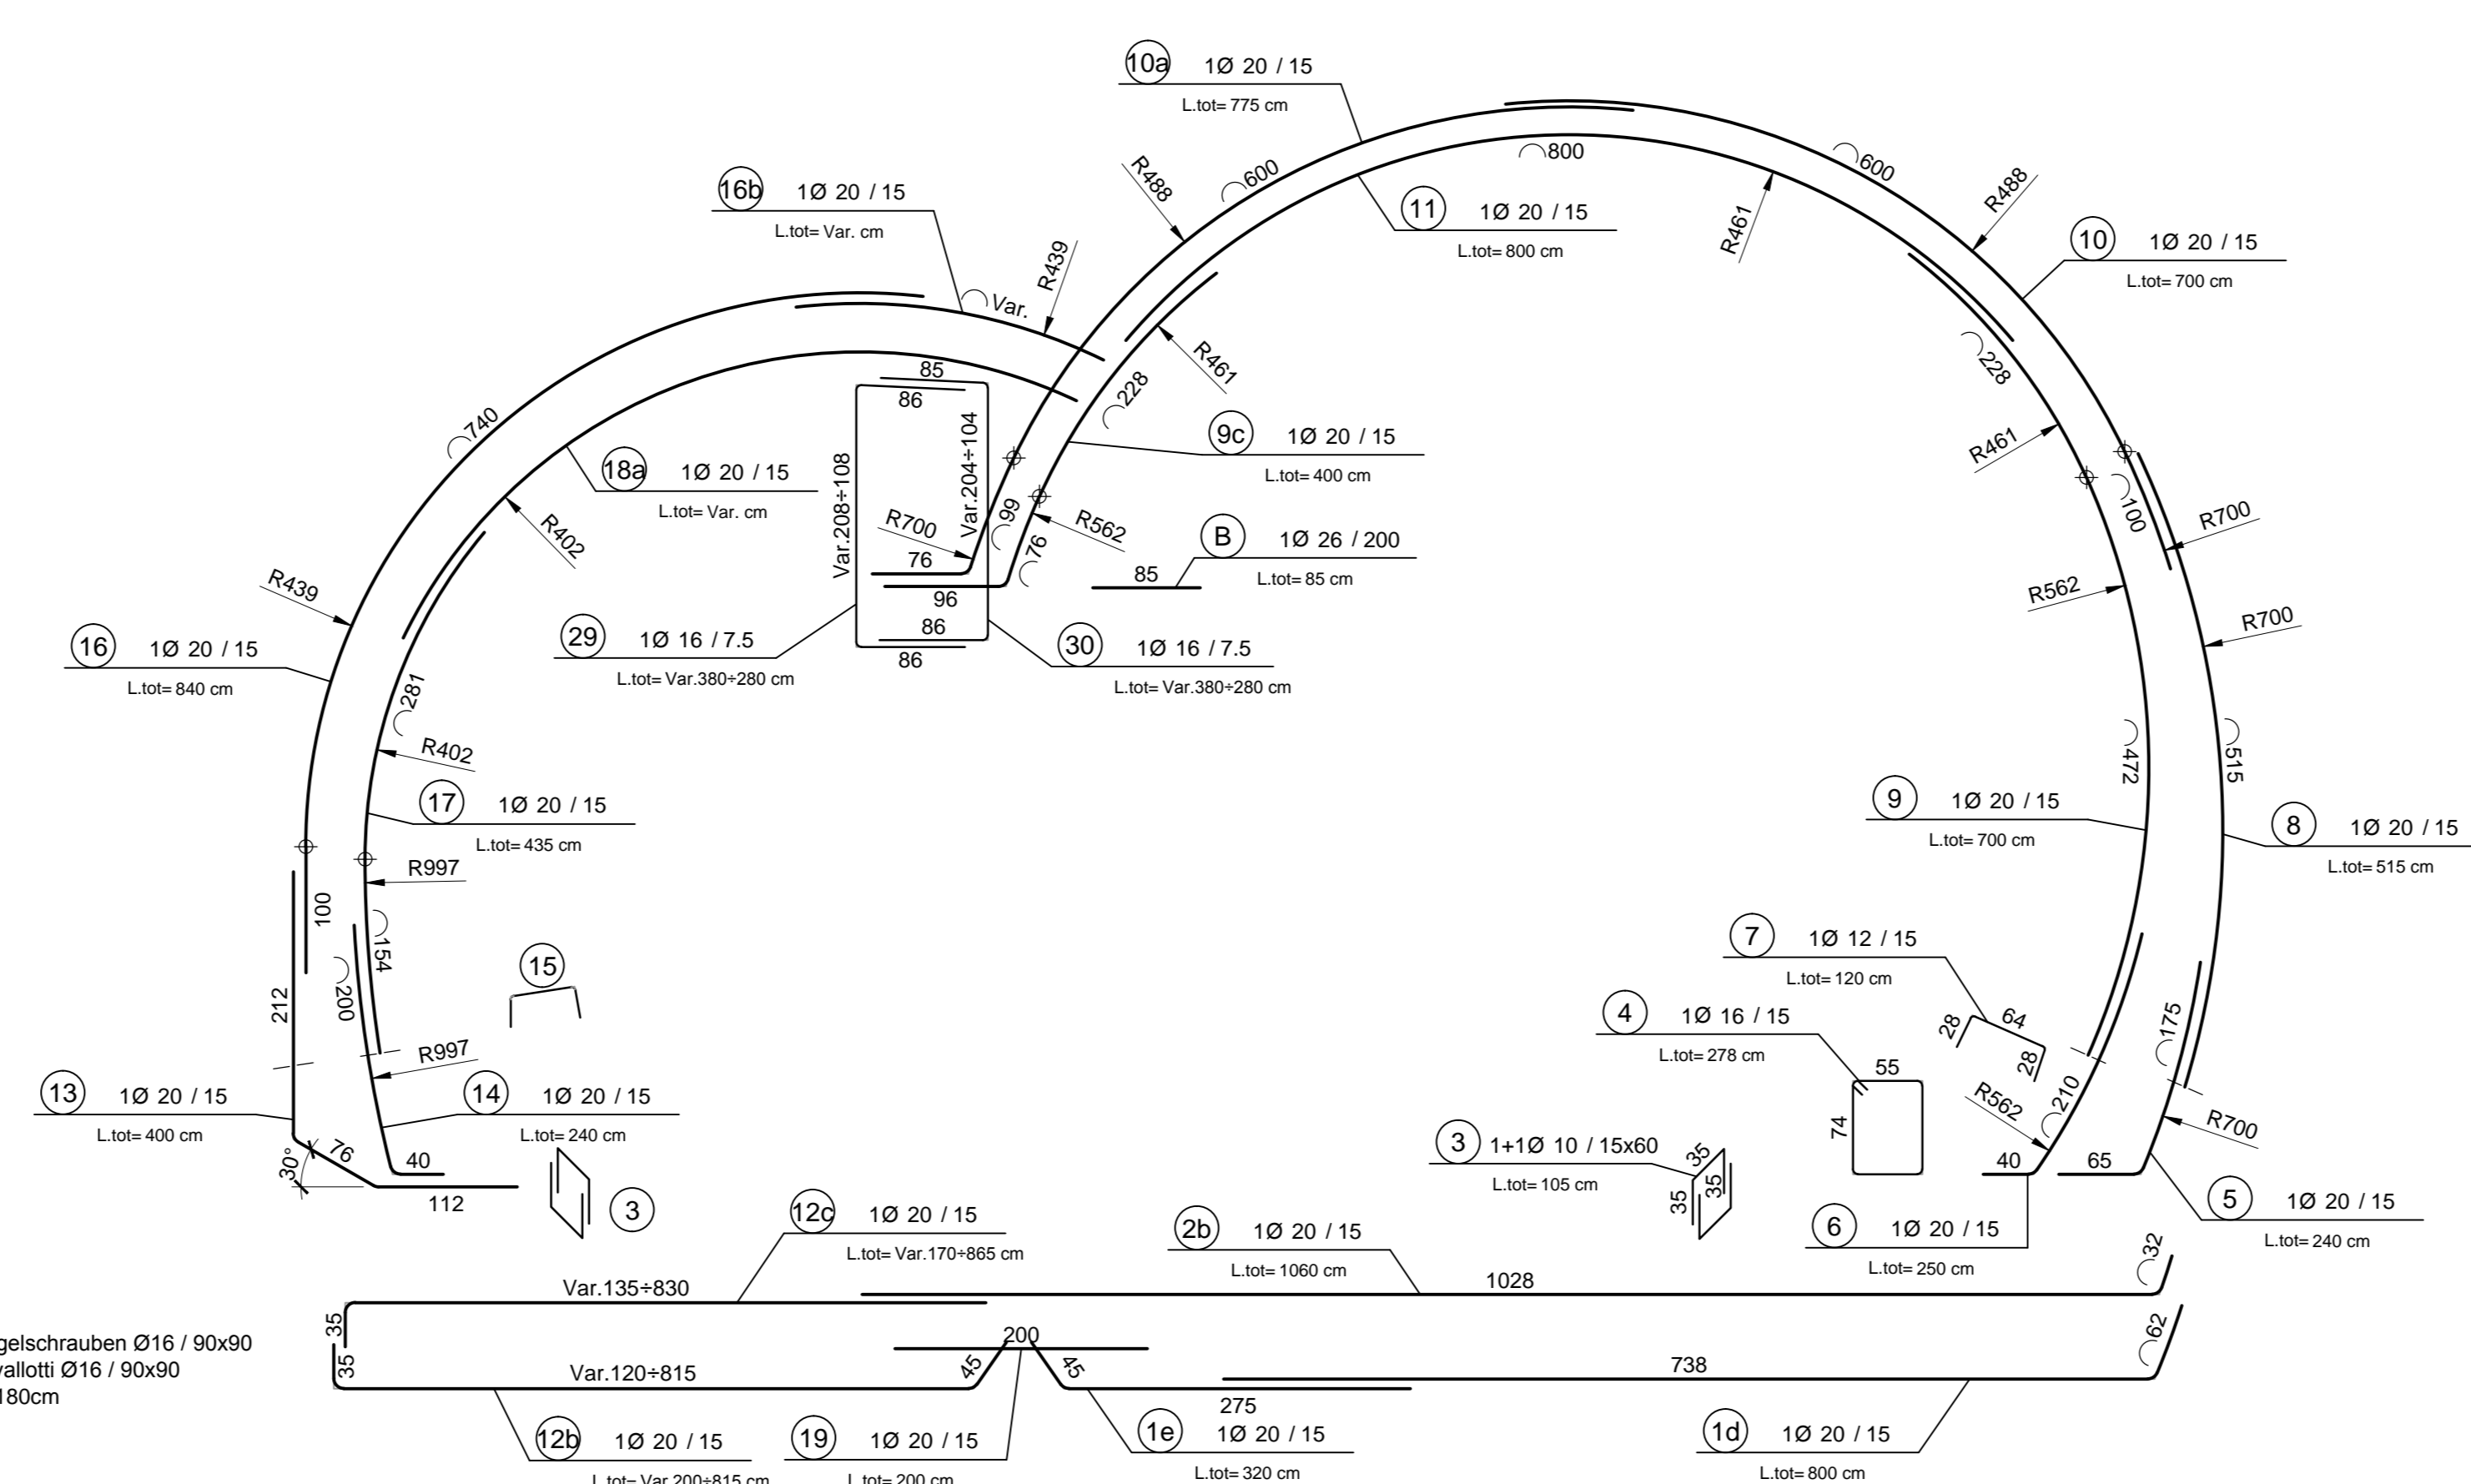 10a 1Ø 20 / 15
L.tot= 775 cm
800
600
600
R488
R488
16b 1Ø 20 / 15
L.tot= Var. cm
11 1Ø 20 / 15
L.tot= 800 cm
R461
10 1Ø 20 / 15
L.tot= 700 cm
R439
Var.
R461
228
228
85
86
740
9c 1Ø 20 / 15
L.tot= 400 cm
R461
18a 1Ø 20 / 15
L.tot= Var. cm
Var.208÷108
Var.204÷104
R402
R700
99
R562
76
76
96
B 1Ø 26 / 200
L.tot= 85 cm
85
100
R700
R439
R562
R700
29 1Ø 16 / 7.5
L.tot= Var.380÷280 cm
86
86
30 1Ø 16 / 7.5
L.tot= Var.380÷280 cm
16 1Ø 20 / 15
L.tot= 840 cm
281
R402
472
515
17 1Ø 20 / 15
L.tot= 435 cm
9 1Ø 20 / 15
L.tot= 700 cm
8 1Ø 20 / 15
L.tot= 515 cm
R997
100
154
200
212
15
R997
7 1Ø 12 / 15
L.tot= 120 cm
28
64
28
175
4 1Ø 16 / 15
L.tot= 278 cm
55
74
210
R562
R700
13 1Ø 20 / 15
L.tot= 400 cm
14 1Ø 20 / 15
L.tot= 240 cm
76
30°
40
112
3
3 1+1Ø 10 / 15x60
L.tot= 105 cm
35
35
35
40
65
6 1Ø 20 / 15
L.tot= 250 cm
5 1Ø 20 / 15
L.tot= 240 cm
12c 1Ø 20 / 15
L.tot= Var.170÷865 cm
2b 1Ø 20 / 15
L.tot= 1060 cm
Var.135÷830
1028
32
35
35
200
45
45
62
gelschrauben Ø16 / 90x90
vallotti Ø16 / 90x90
180cm
Var.120÷815
738
275
12b 1Ø 20 / 15
L.tot= Var.200÷815 cm
19 1Ø 20 / 15
L.tot= 200 cm
1e 1Ø 20 / 15
L.tot= 320 cm
1d 1Ø 20 / 15
L.tot= 800 cm